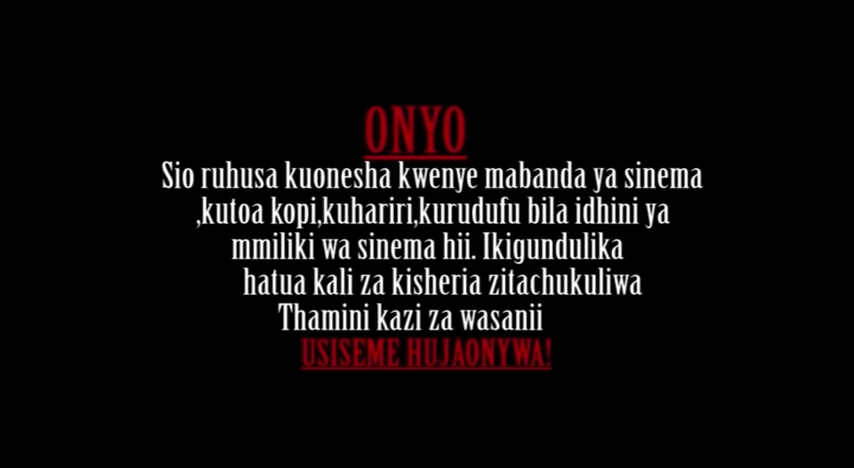 ONYO
Sio ruhusa kuonesha kwenye mabanda ya sinema
,kutoa kopi,kuhariri,kurudufu bila idhini ya
mmiliki wa sinema hii. Ikigundulika
hatua kali za kisheria zitachukuliwa
Thamini kazi za wasanii
USISEME HUJAONYWA!